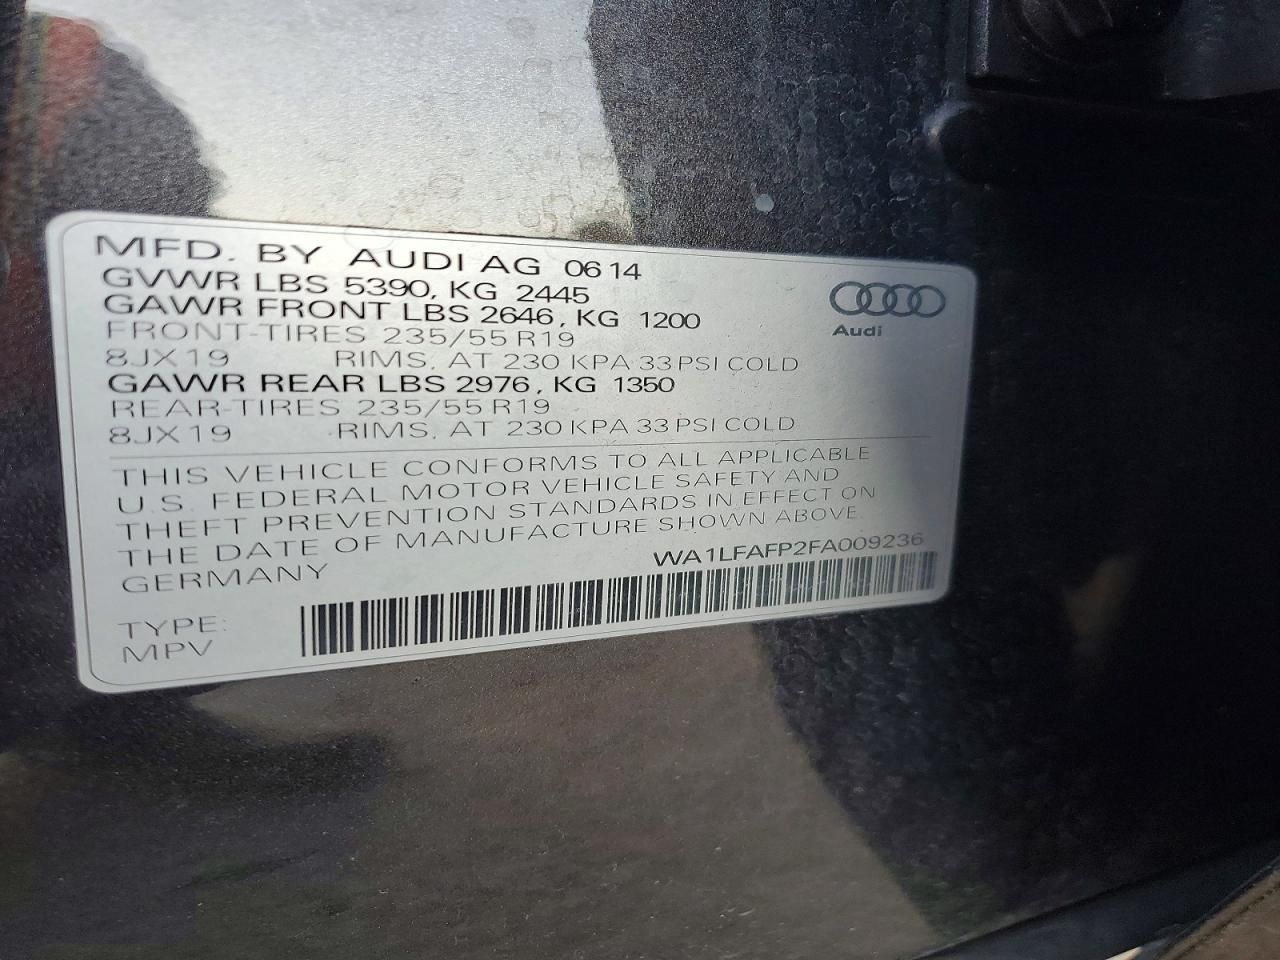 MFD. BY AUDI AG 06 14
GVWR LBS 5390, KG 2445
GAWR FRONT LBS 2646, KG 1200
FRONT-TIRES 235/55 R19
8JX19 RIMS, AT 230 KPA 33 PSI COLD
GAWR REAR LBS 2976, KG 1350
REAR-TIRES 235/55 R19
8JX19 RIMS, AT 230 KPA 33 PSI COLD
Audi
THIS VEHICLE CONFORMS TO ALL APPLICABLE
U.S. FEDERAL MOTOR VEHICLE SAFETY AND
THEFT PREVENTION STANDARDS IN EFFECT ON
THE DATE OF MANUFACTURE SHOWN ABOVE.
GERMANY
WA1LFAFP2FA009236
TYPE:
MPV